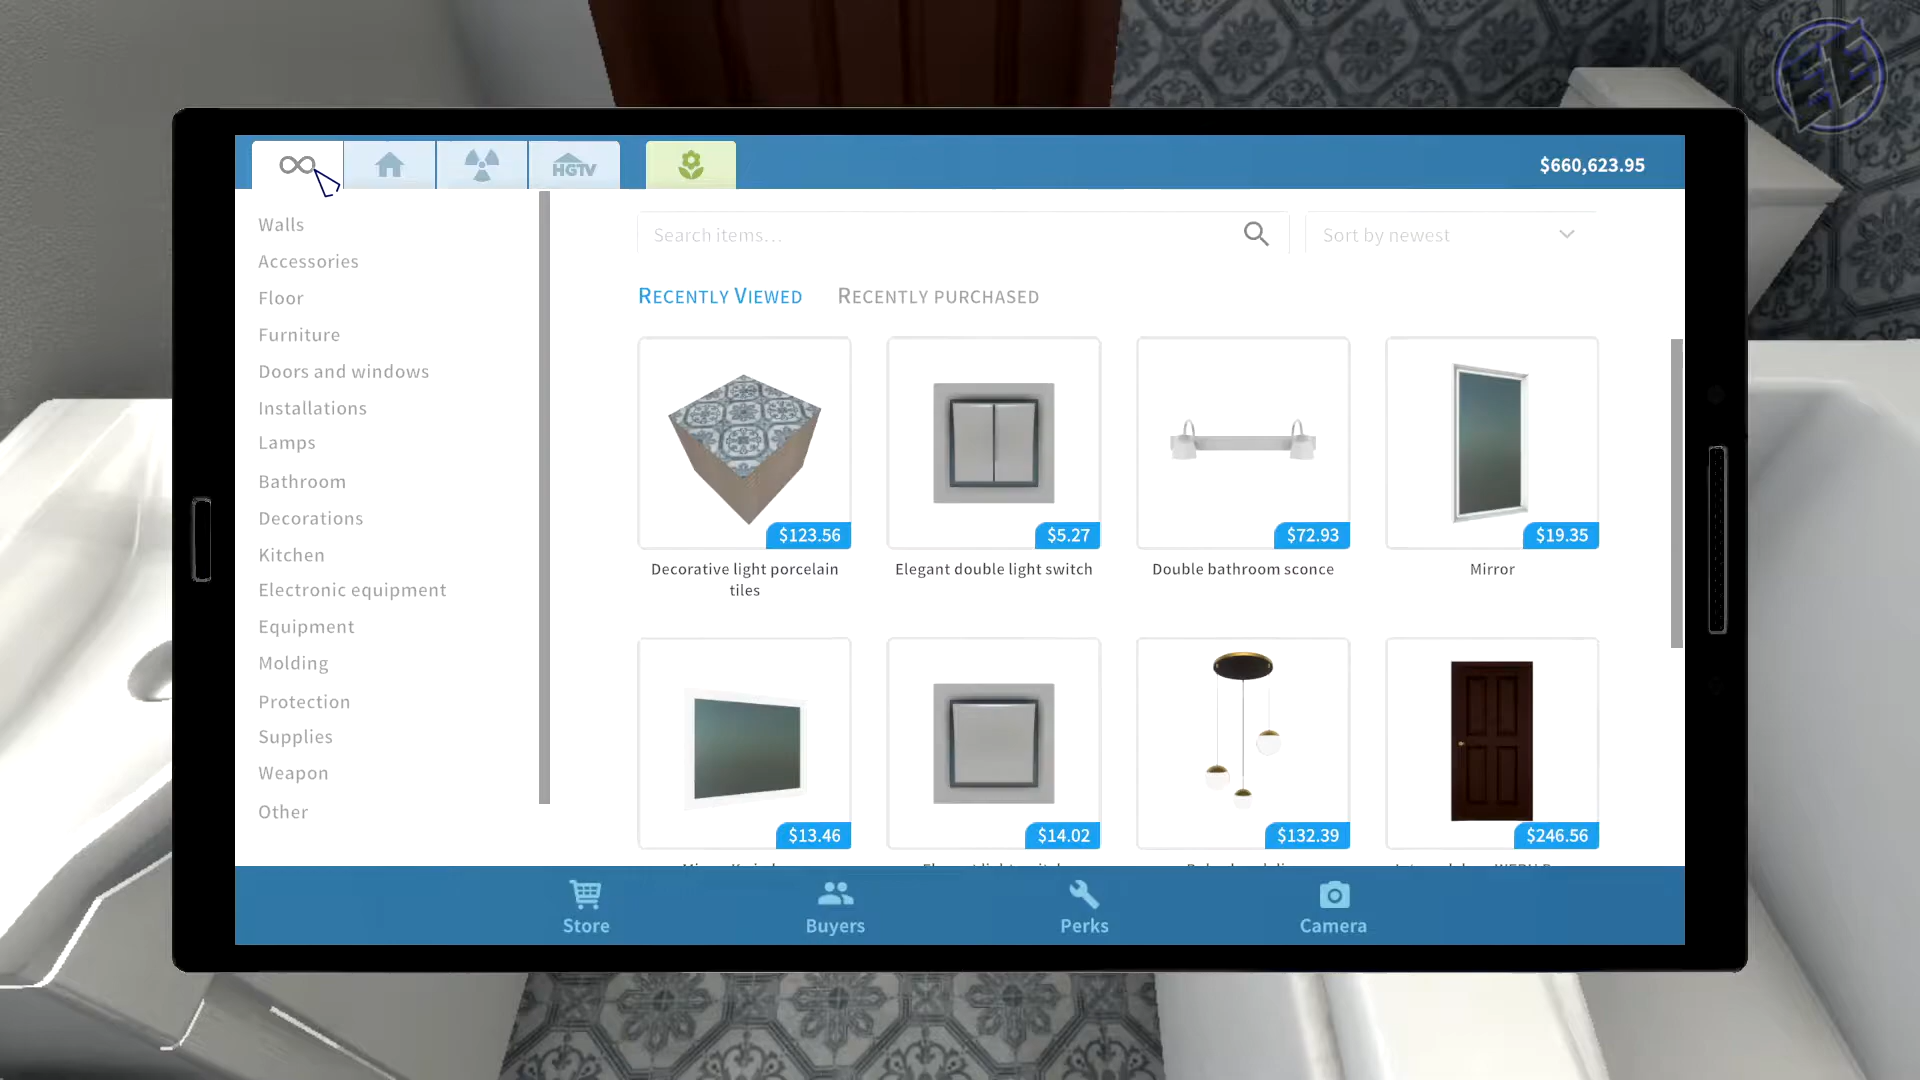 HGTV
$660,623.95
Walls
Accessories
Floor
Furniture
Doors and windows
Installations
Lamps
Bathroom
Decorations
Kitchen
Electronic equipment
Equipment
Molding
Protection
Supplies
Weapon
Other
Search items...
Sort by newest
RECENTLY VIEWED
RECENTLY PURCHASED
$123.56
$5.27
$72.93
$19.35
Decorative light porcelain
tiles
Elegant double light switch
Double bathroom sconce
Mirror
$13.46
$14.02
$132.39
$246.56
Store
Buyers
Perks
Camera